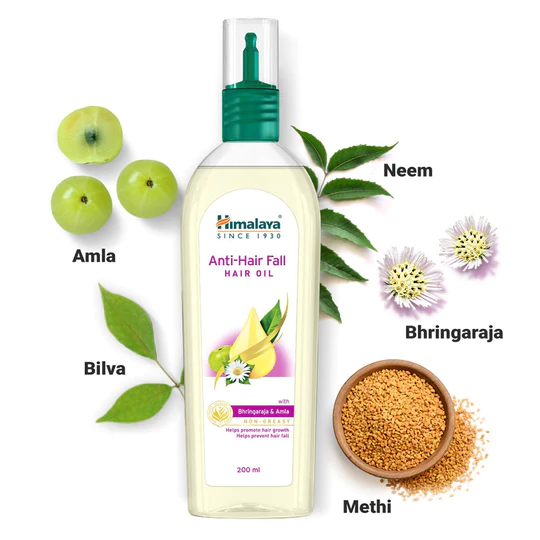 Himalaya®
SINCE 1930
Anti-Hair Fall
HAIR OIL
with
Bhringaraja & Amla
NON-GREASY
Helps promote hair growth
Helps prevent hair fall
200 ml
Amla
Bilva
Neem
Bhringaraja
Methi